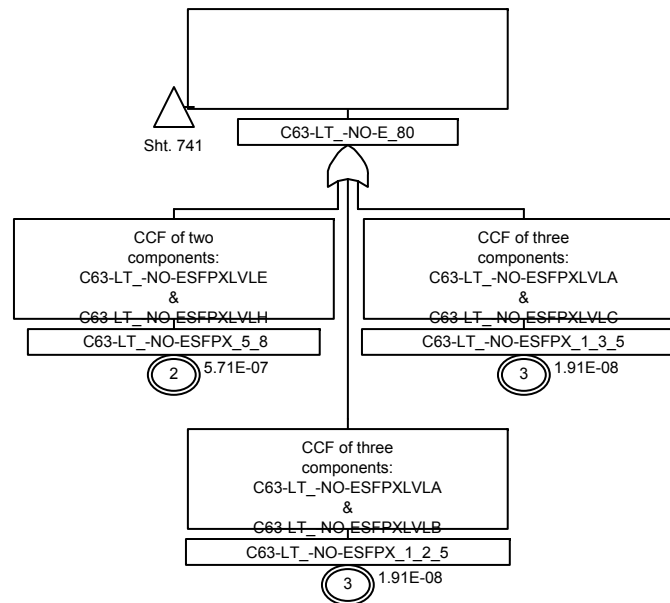 C63-LT_-NO-E_80
Sht. 741
CCF of two
components:
C63-LT_-NO-ESFPXLVLE
&
C63-LT_-NO-ESFPXLVLH
C63-LT_-NO-ESFPX_5_8
2
5.71E-07
CCF of three
components:
C63-LT_-NO-ESFPXLVLA
&
C63-LT_-NO-ESFPXLVLC
C63-LT_-NO-ESFPX_1_3_5
3
1.91E-08
CCF of three
components:
C63-LT_-NO-ESFPXLVLA
&
C63-LT_-NO-ESFPXLVLB
C63-LT_-NO-ESFPX_1_2_5
3
1.91E-08